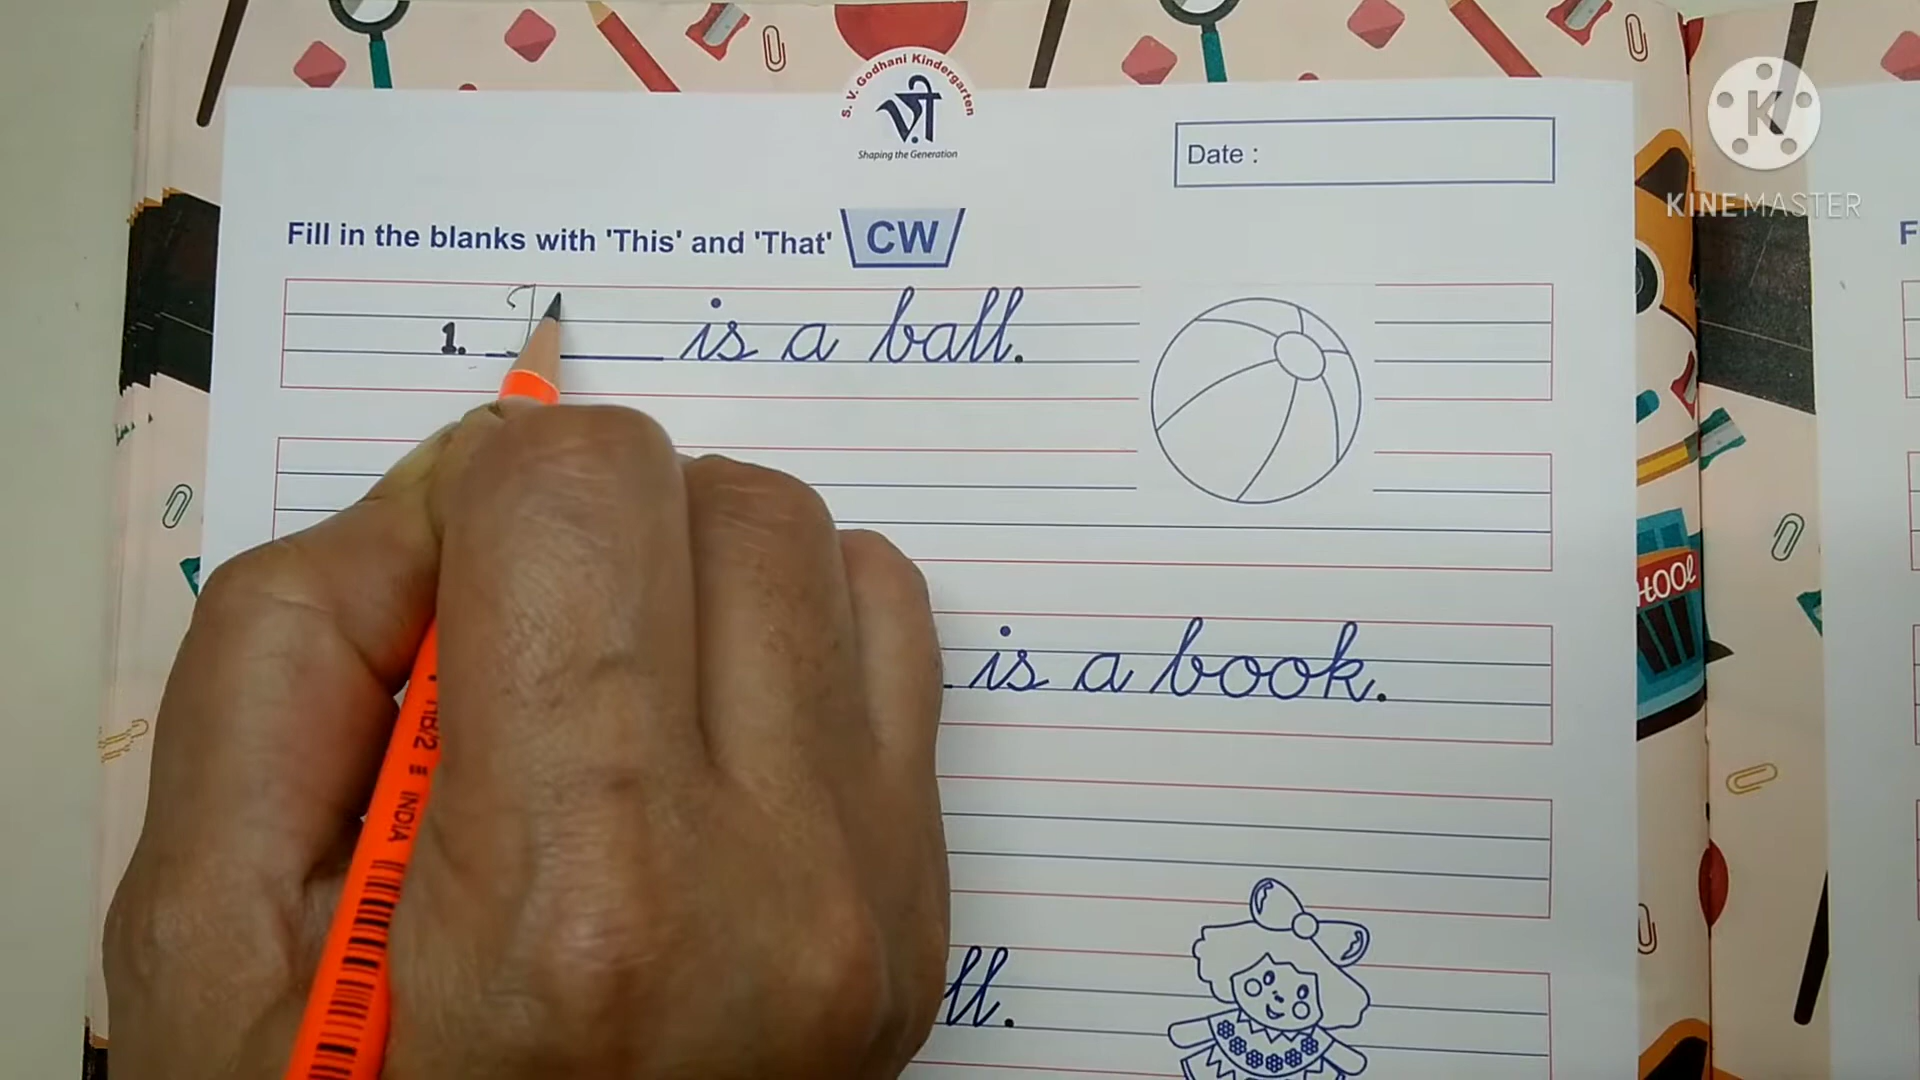 S. V. Godhani Kindergarten
श्री
Shaping the Generation
Date :
KINEMASTER
Fill in the blanks with 'This' and 'That' CW
1. T is a ball.
is a book.
ll.
HB/2 INDIA